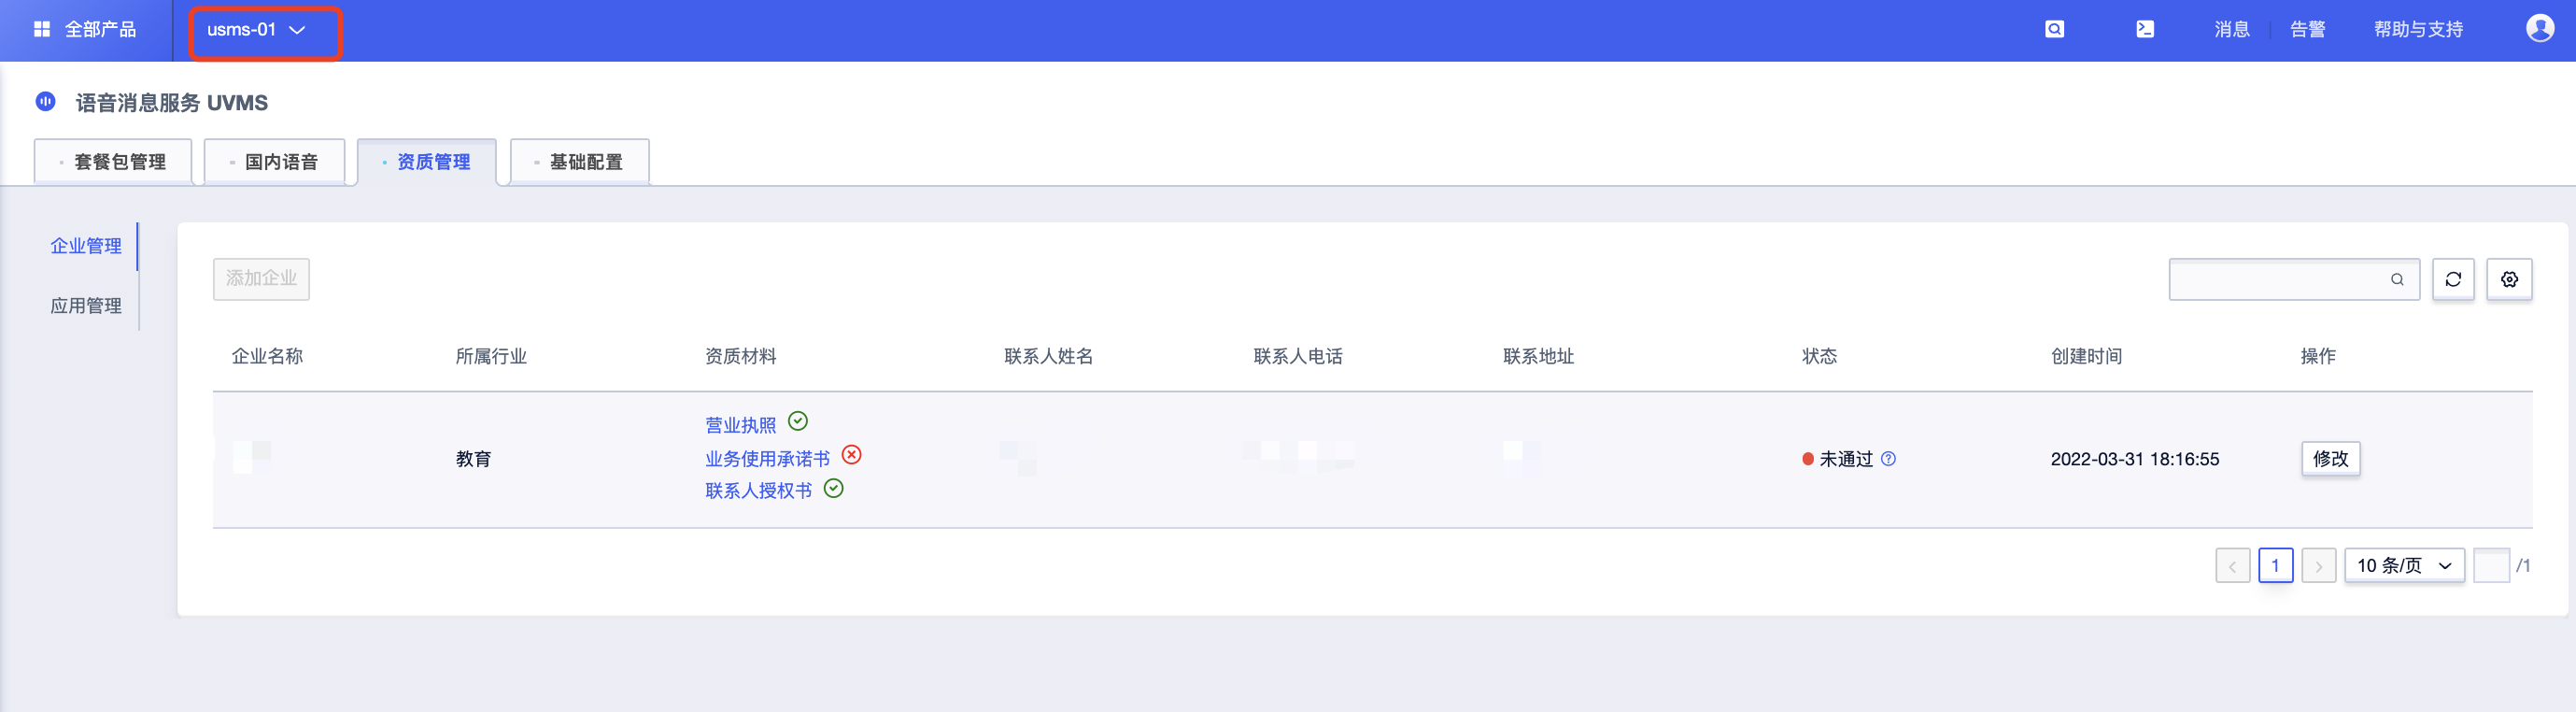 全部产品
usms-01
消息
告警
帮助与支持
语音消息服务 UVMS
套餐包管理
国内语音
资质管理
基础配置
企业管理
应用管理
添加企业
企业名称
所属行业
资质材料
联系人姓名
联系人电话
联系地址
状态
创建时间
操作
教育
营业执照
业务使用承诺书
联系人授权书
未通过
2022-03-31 18:16:55
修改
1
10 条/页
/1